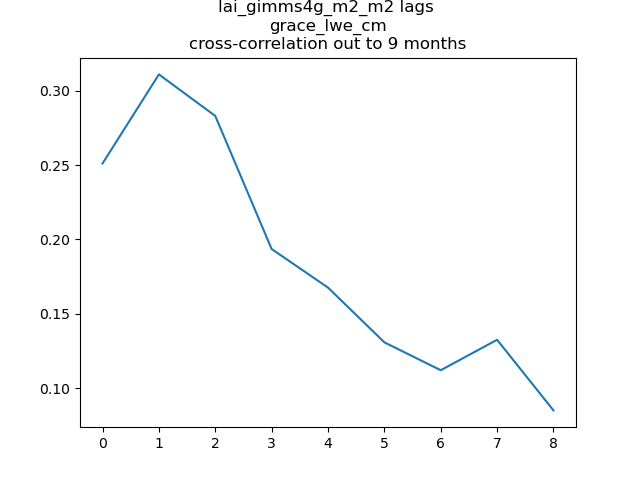 lai_gimms4g_m2_m2 lags
grace_lwe_cm
cross-correlation out to 9 months
0.30
0.25
0.20
0.15
0.10
0 1 2 3 4 5 6 7 8